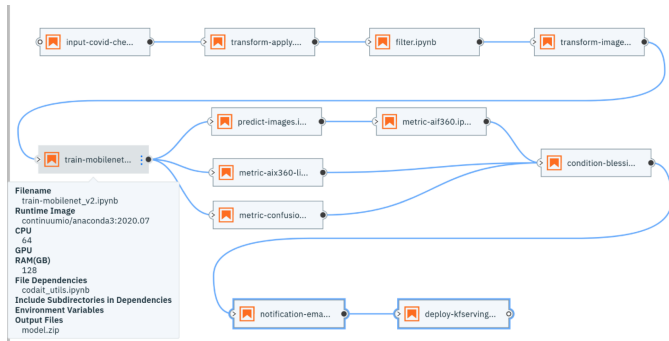 input-covid-che...
transform-apply....
filter.ipynb
transform-image...
predict-images.i...
metric-aif360.ip...
train-mobilenet...
metric-aix360-li...
condition-blessi...
metric-confusio...
Filename
train-mobilenet_v2.ipynb
Runtime Image
continuumio/anaconda3:2020.07
CPU
64
GPU
RAM(GB)
128
File Dependencies
codait_utils.ipynb
Include Subdirectories in Dependencies
Environment Variables
Output Files
model.zip
notification-ema...
deploy-kfserving...